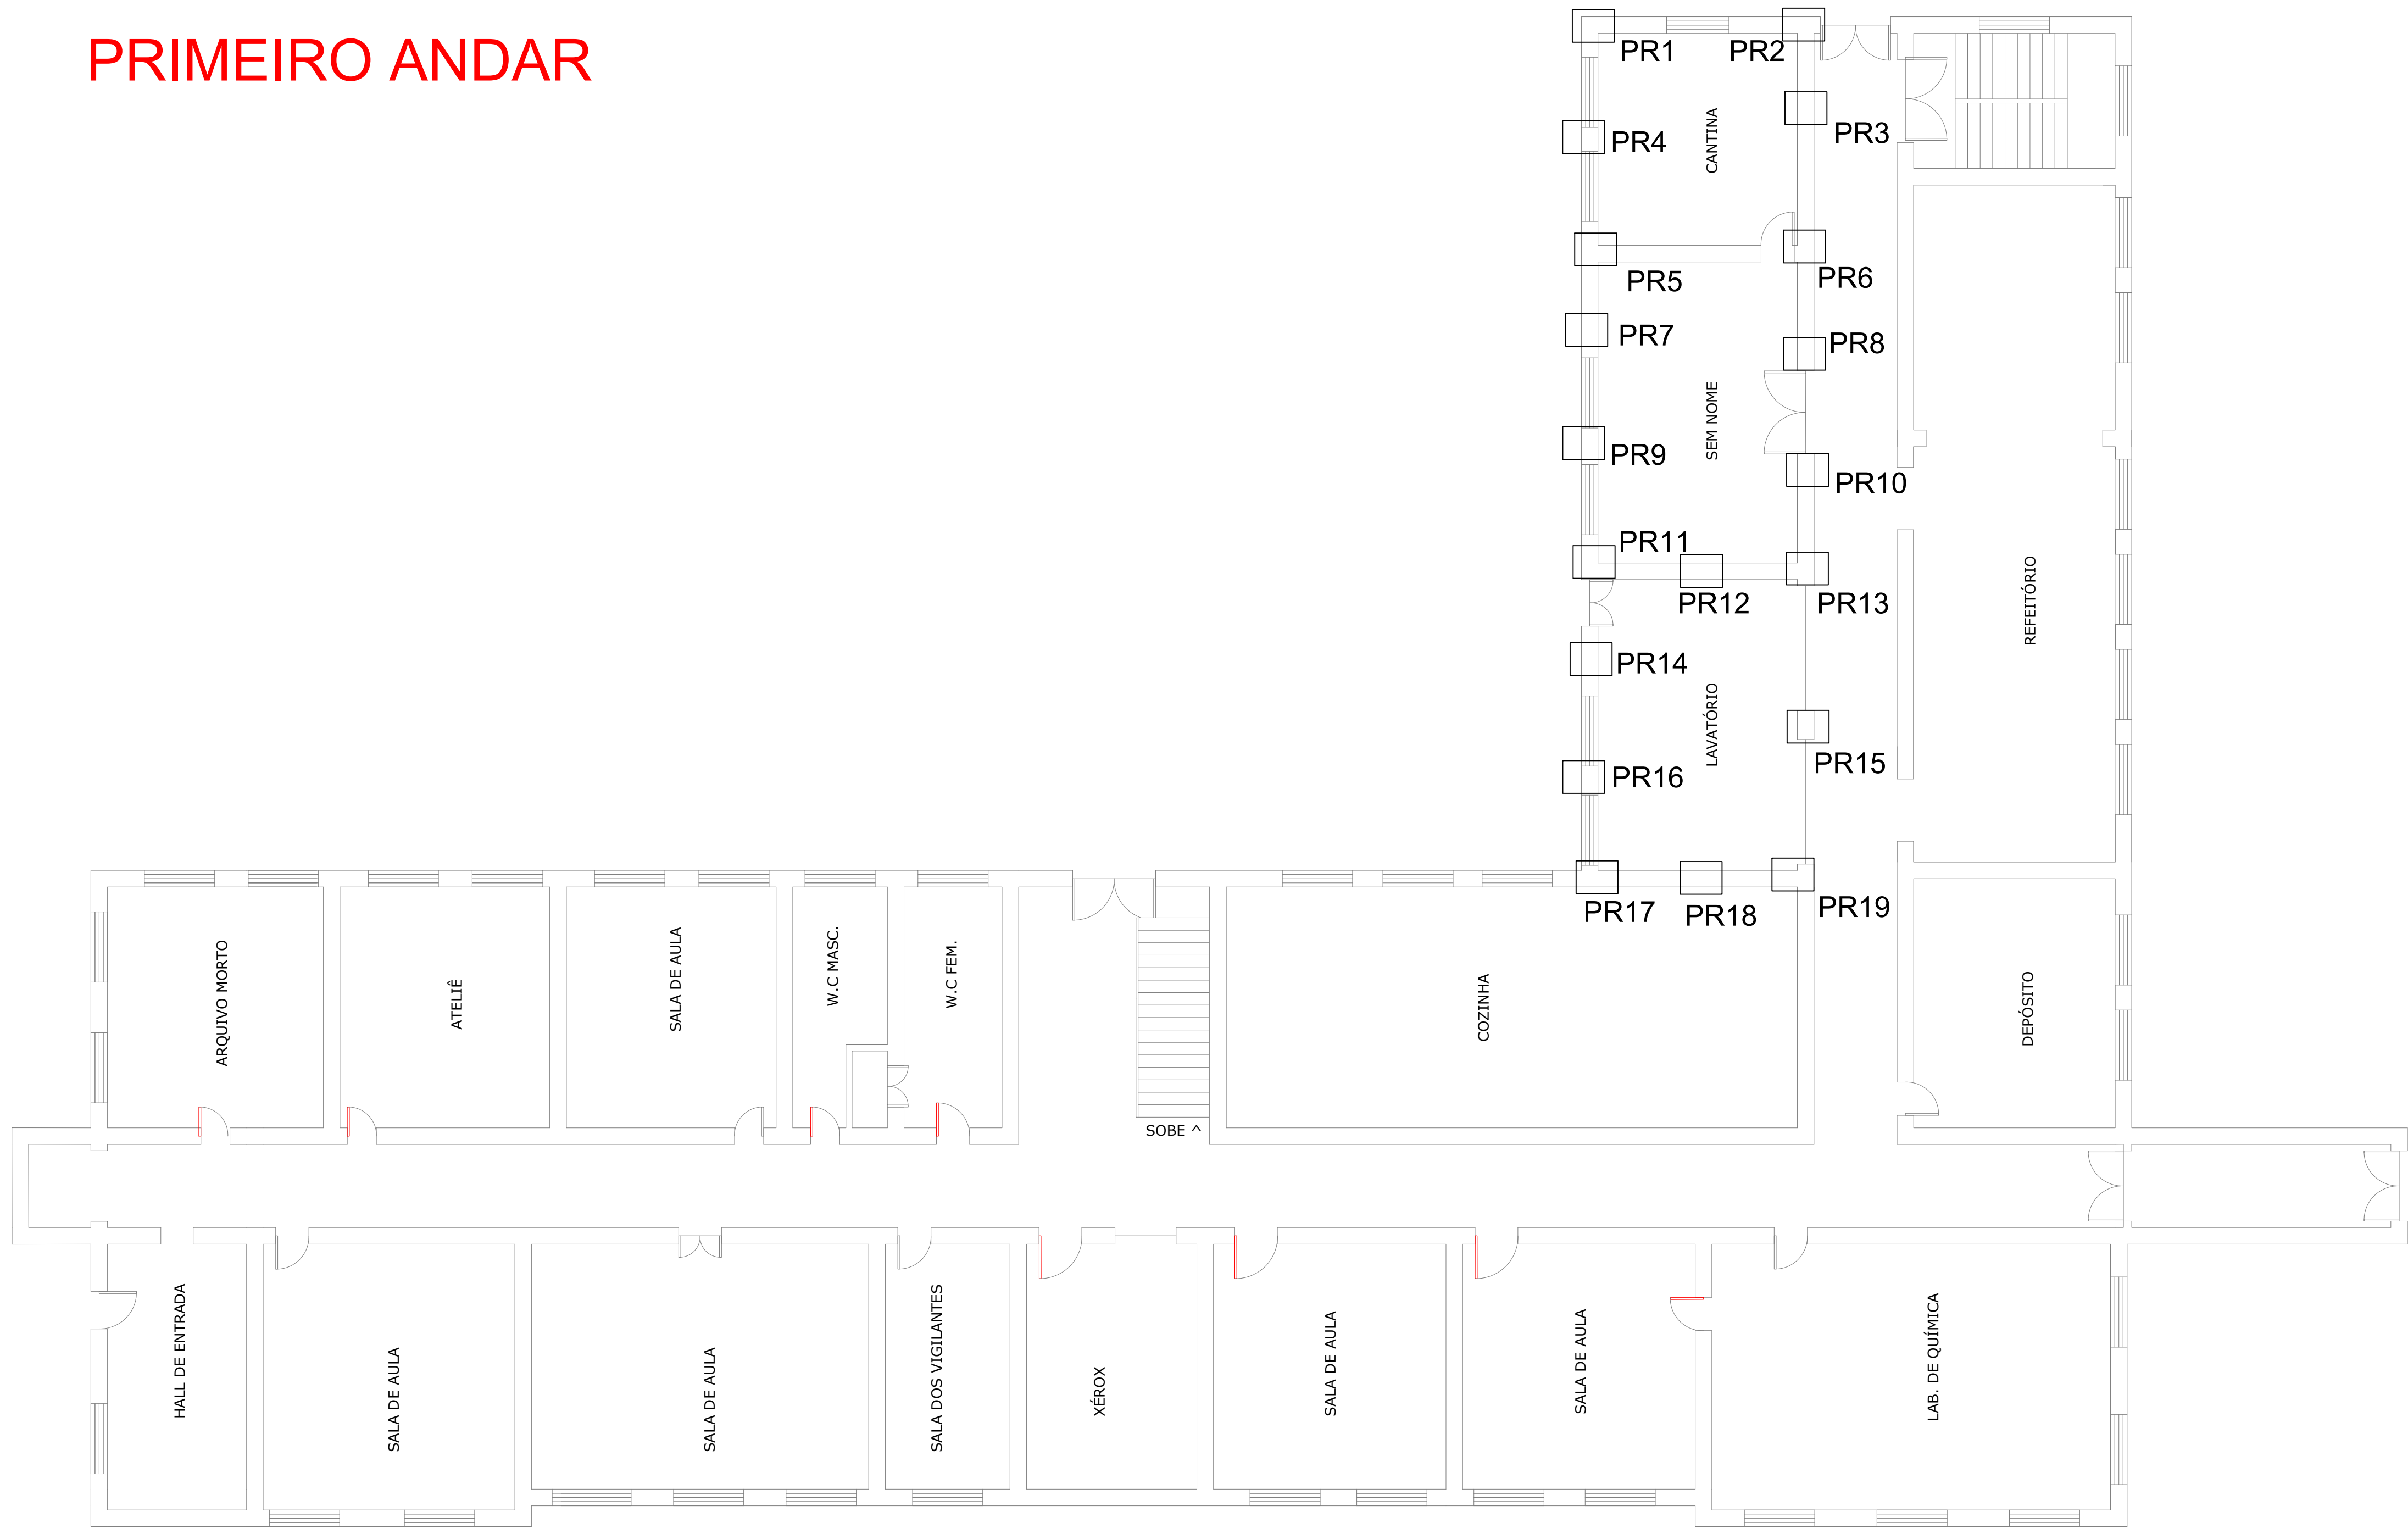 PRIMEIRO ANDAR
PR1
PR2
PR3
PR4
CANTINA
PR5
PR6
PR7
PR8
SEM NOME
PR9
PR10
PR11
PR12
PR13
REFEITÓRIO
PR14
LAVATÓRIO
PR15
PR16
PR17
PR18
PR19
ARQUIVO MORTO
ATELIÊ
SALA DE AULA
W.C MASC.
W.C FEM.
SOBE ^
COZINHA
DEPÓSITO
HALL DE ENTRADA
SALA DE AULA
SALA DE AULA
SALA DOS VIGILANTES
XÉROX
SALA DE AULA
SALA DE AULA
LAB. DE QUÍMICA